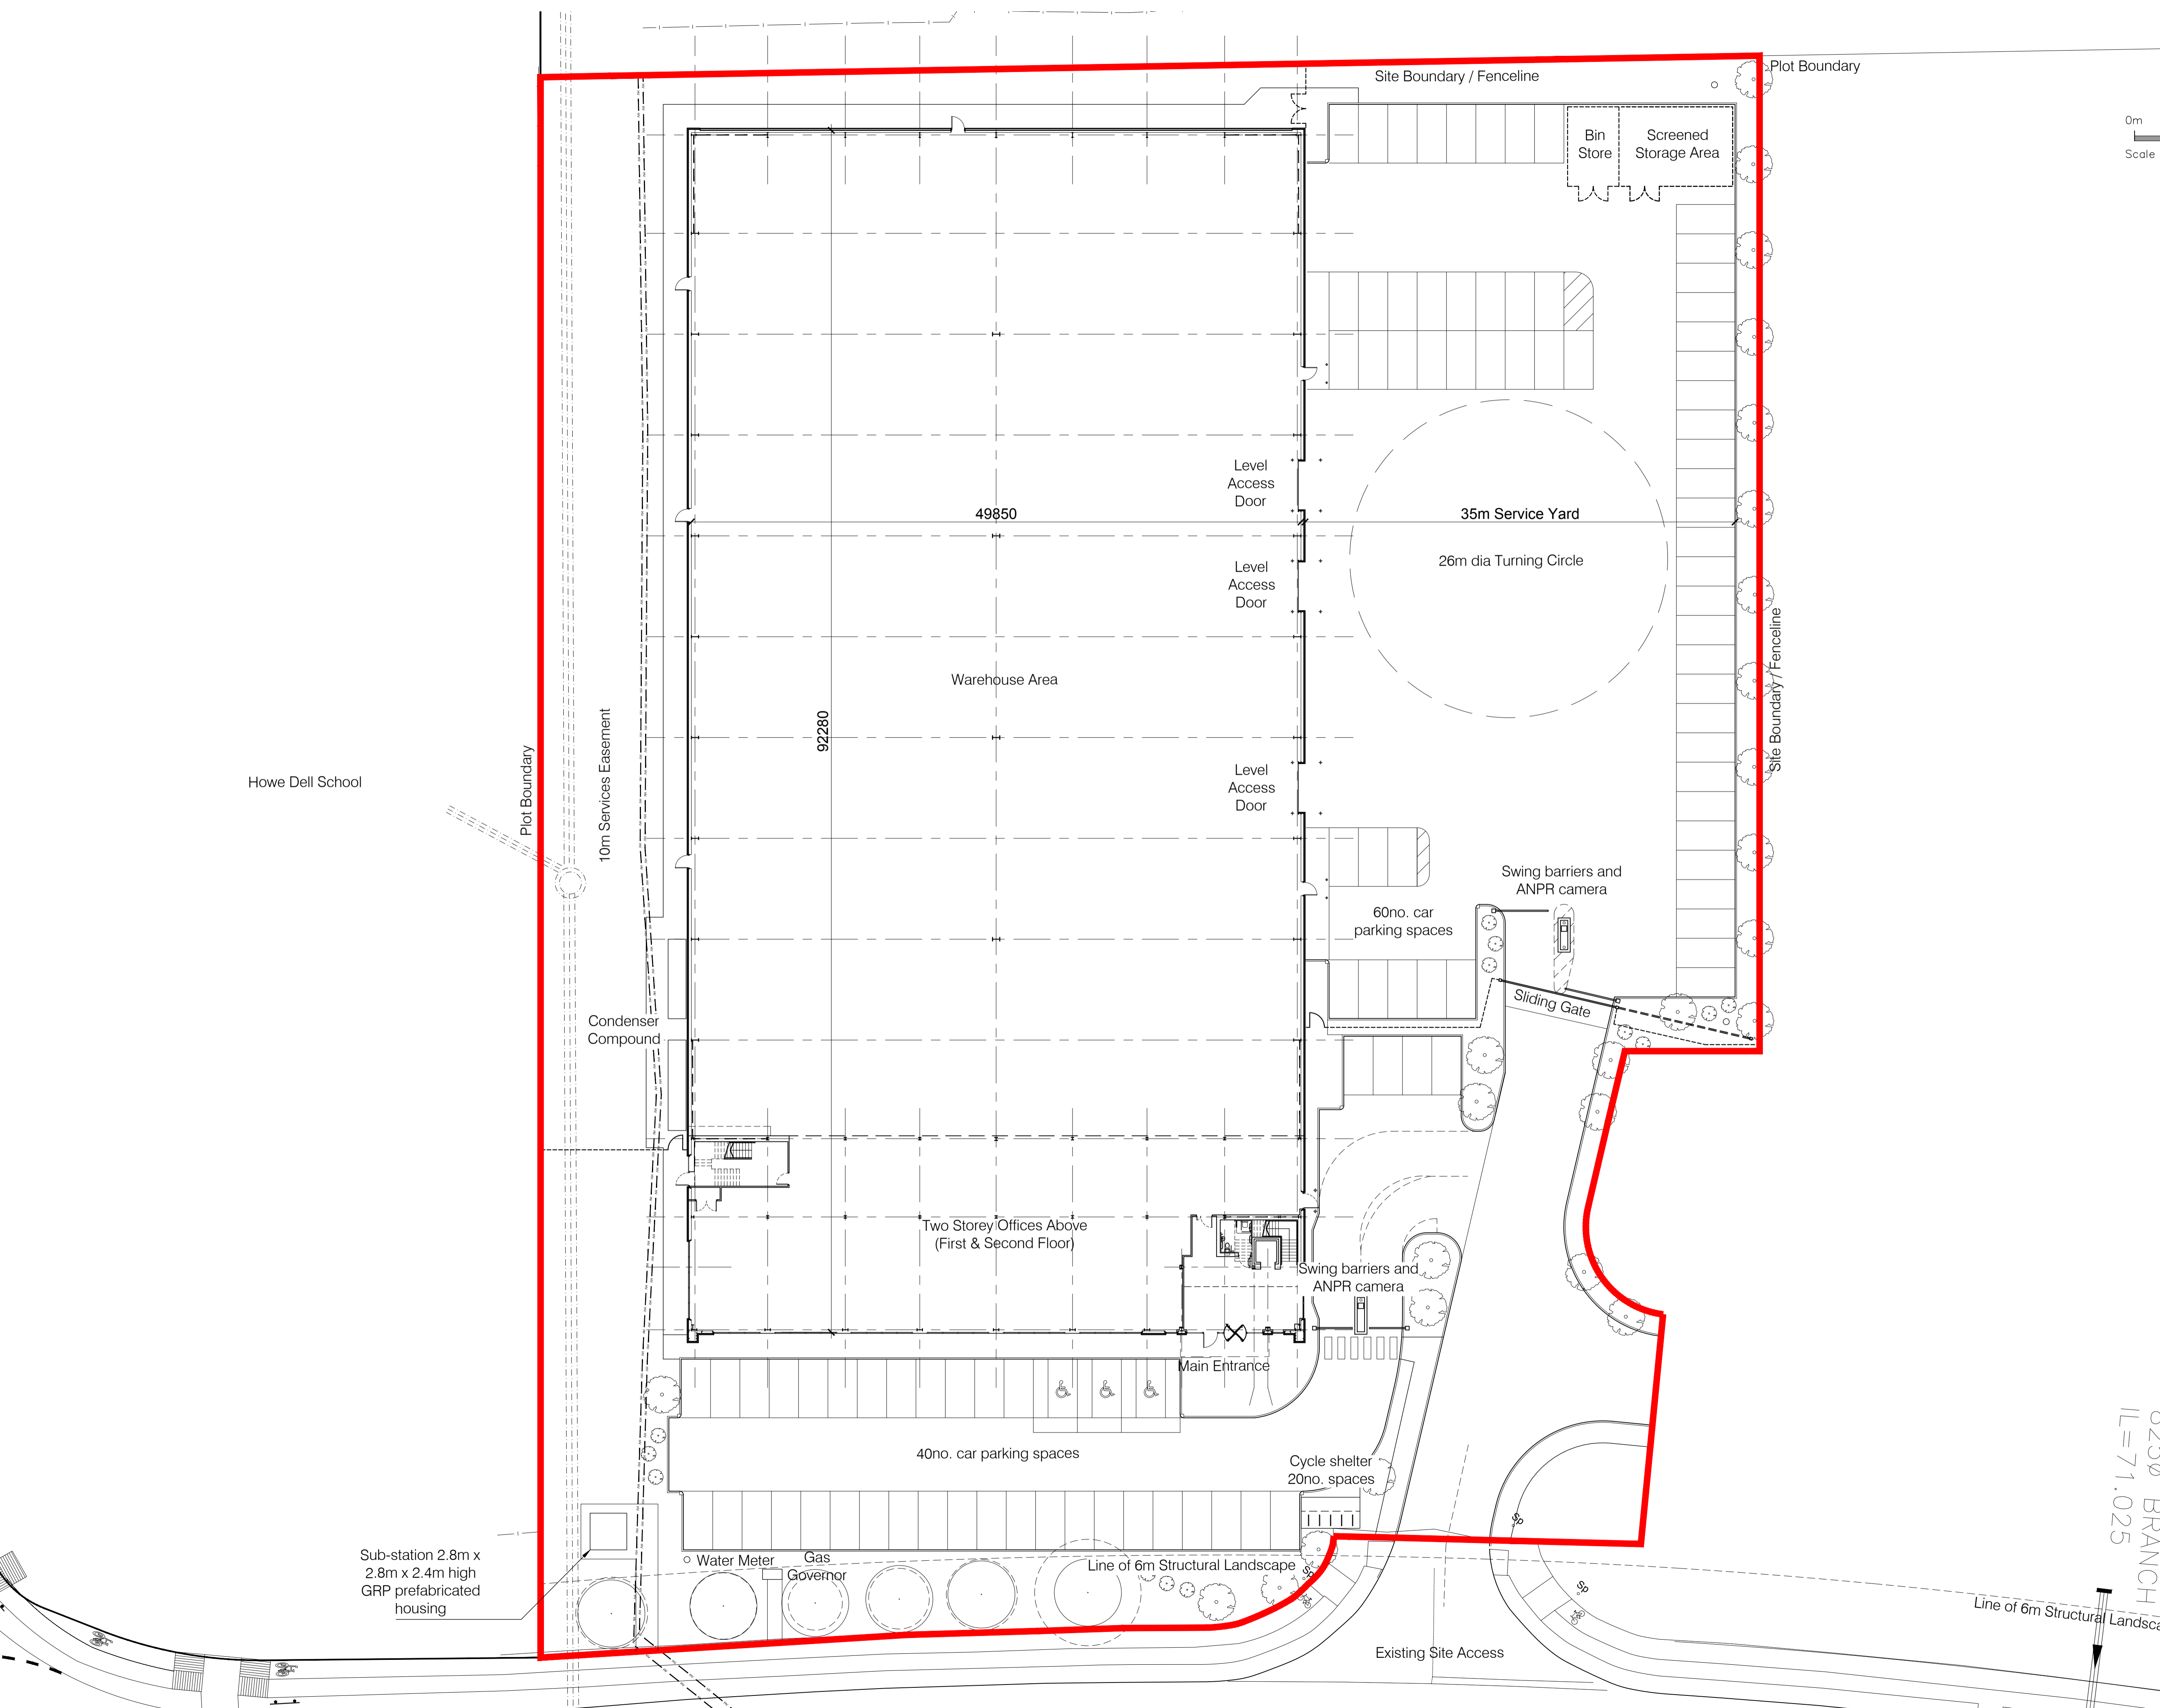 Plot Boundary
Site Boundary / Fenceline
0m
Scale
Bin
Store
Screened
Storage Area
Level
Access
Door
49850
35m Service Yard
26m dia Turning Circle
Level
Access
Door
Site Boundary / Fenceline
Warehouse Area
92280
10m Services Easement
Plot Boundary
Howe Dell School
Level
Access
Door
Swing barriers and
ANPR camera
60no. car
parking spaces
Sliding Gate
Condenser
Compound
Two Storey Offices Above
(First & Second Floor)
Swing barriers and
ANPR camera
Main Entrance
40no. car parking spaces
Cycle shelter
20no. spaces
BRANCH
IL=71.025
Sp
Sub-station 2.8m x
2.8m x 2.4m high
GRP prefabricated
housing
Water Meter
Gas
Governor
Line of 6m Structural Landscape
Sp
Sp
Line of 6m Structural
Existing Site Access